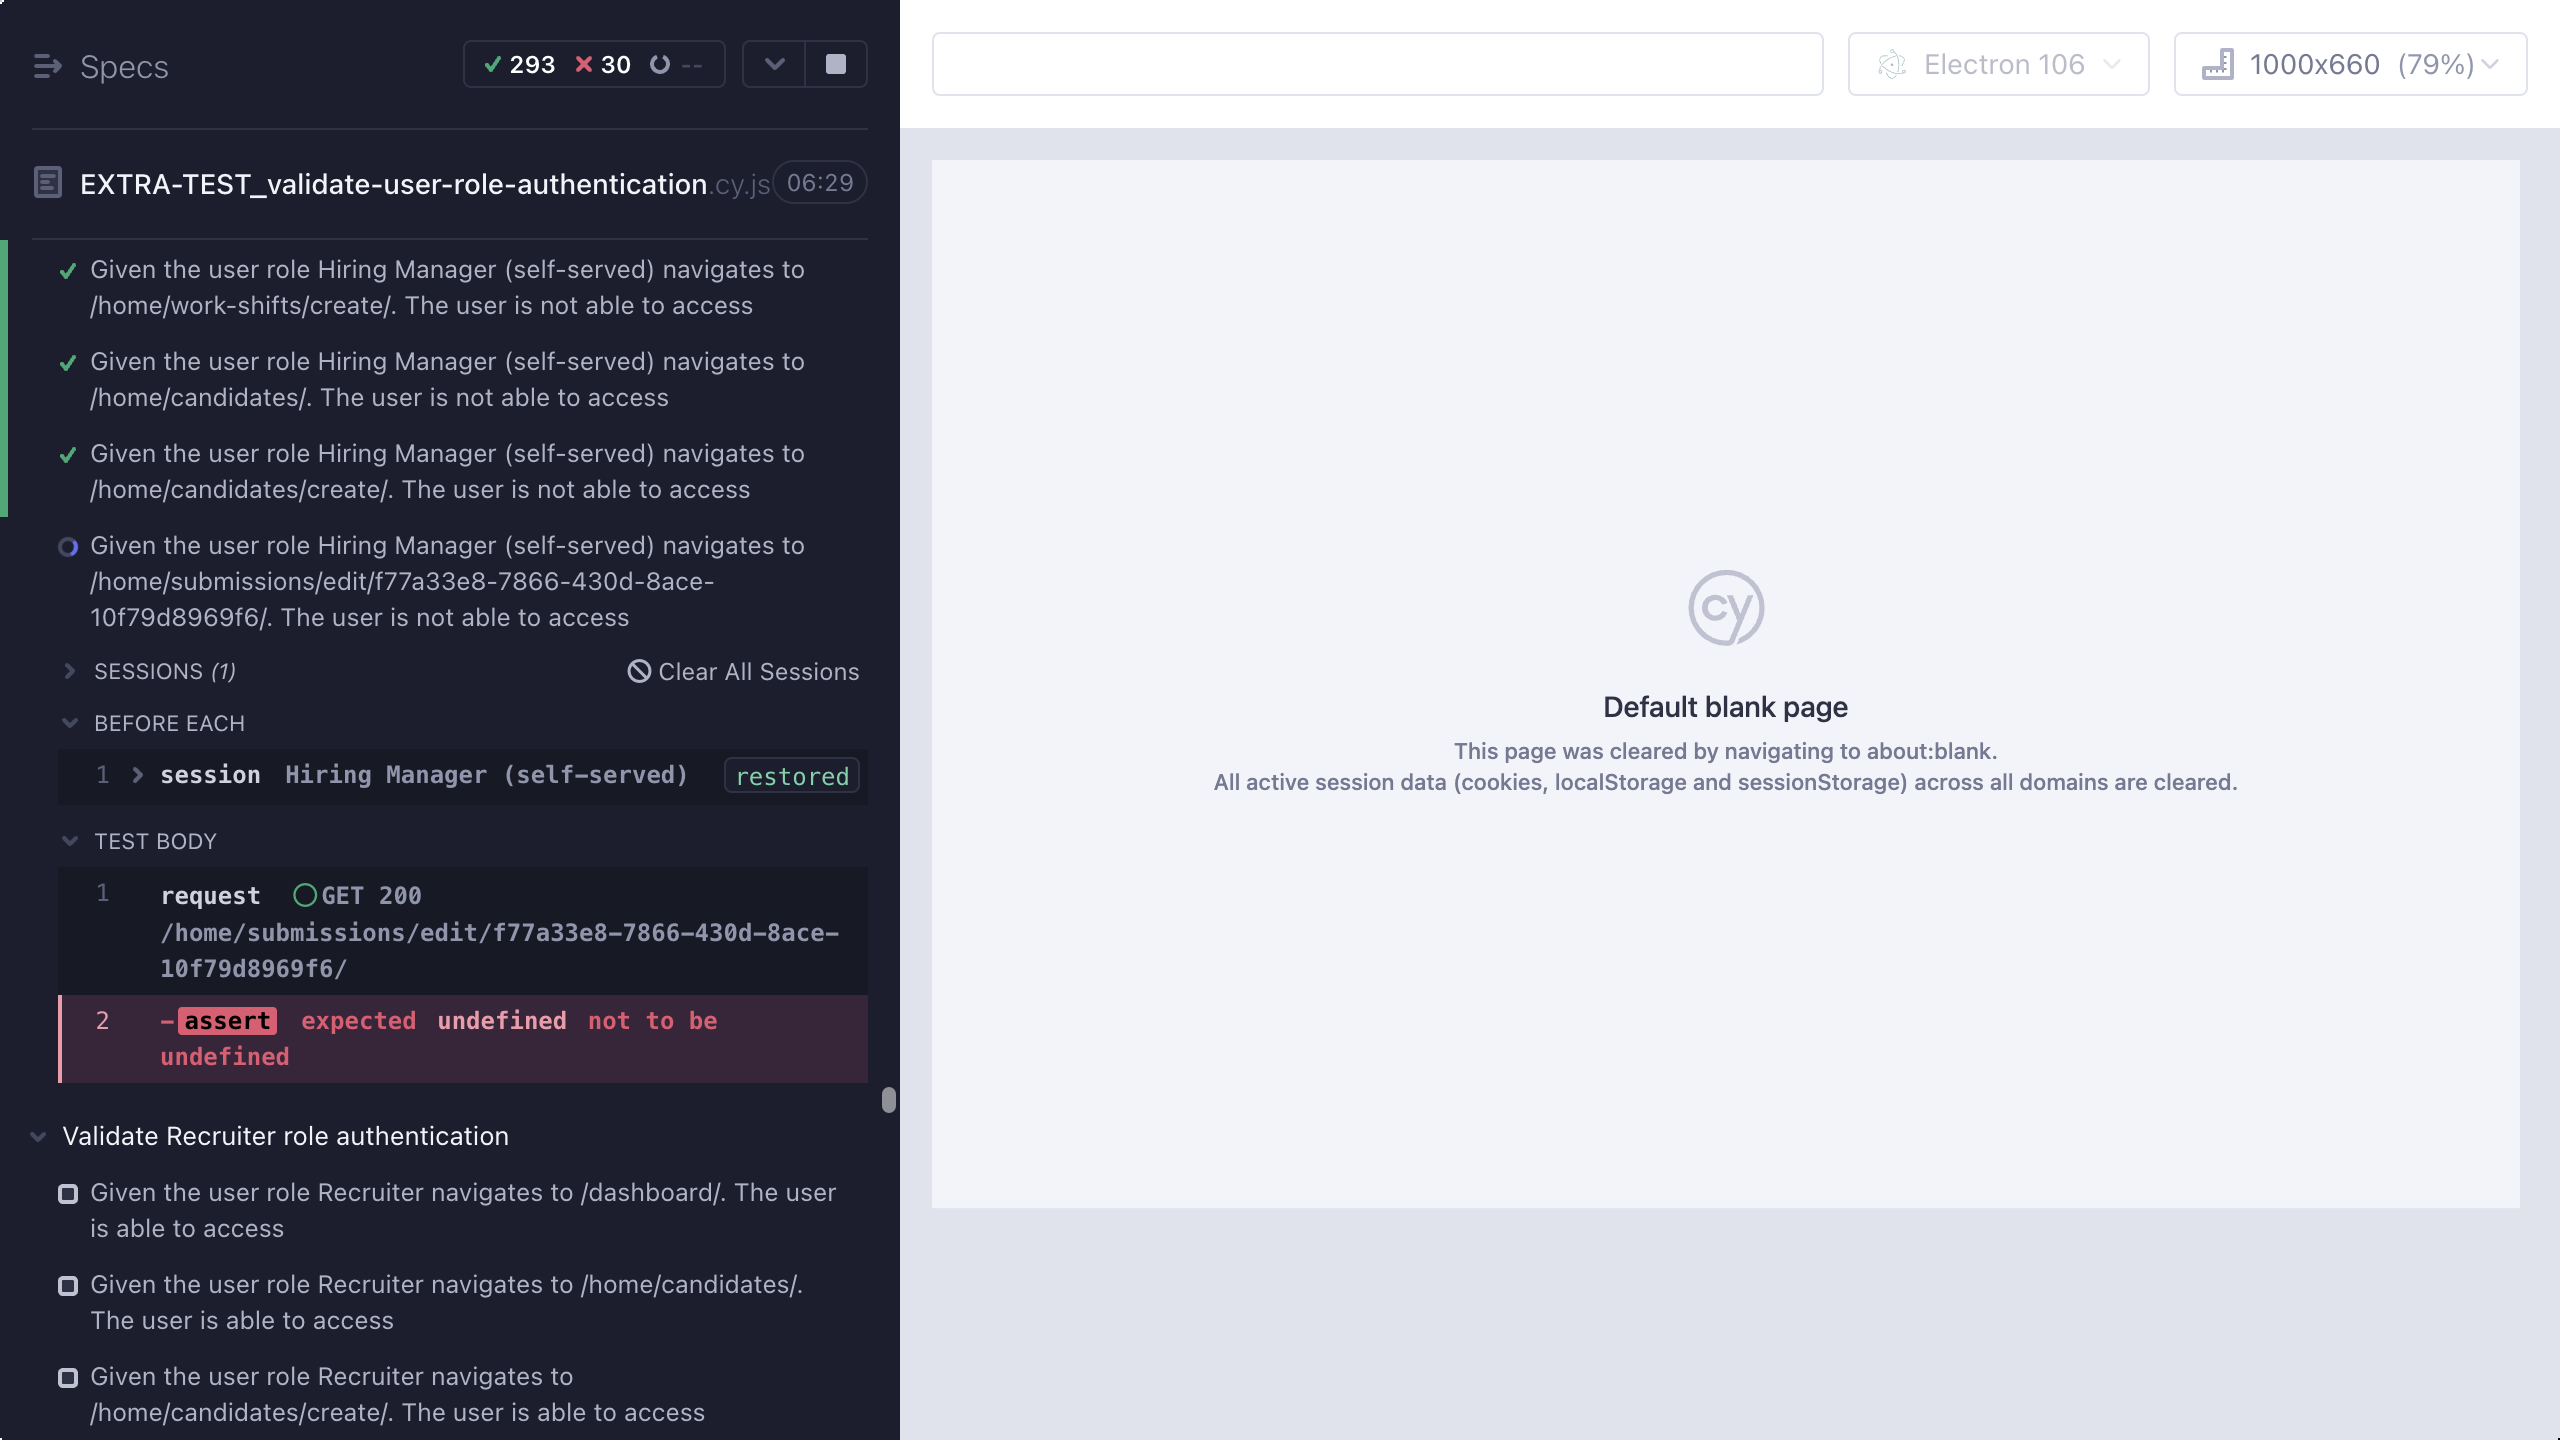 Specs
293 30 --
EXTRA-TEST_validate-user-role-authentication.cy.js 06:29
Given the user role Hiring Manager (self-served) navigates to
/home/work-shifts/create/. The user is not able to access
Given the user role Hiring Manager (self-served) navigates to
/home/candidates/. The user is not able to access
Given the user role Hiring Manager (self-served) navigates to
/home/candidates/create/. The user is not able to access
Given the user role Hiring Manager (self-served) navigates to
/home/submissions/edit/f77a33e8-7866-430d-8ace-
10f79d8969f6/. The user is not able to access
SESSIONS (1) Clear All Sessions
BEFORE EACH
1 session Hiring Manager (self-served) restored
TEST BODY
1 request GET 200
/home/submissions/edit/f77a33e8-7866-430d-8ace-
10f79d8969f6/
2 -assert expected undefined not to be
undefined
Validate Recruiter role authentication
Given the user role Recruiter navigates to /dashboard/. The user
is able to access
Given the user role Recruiter navigates to /home/candidates/.
The user is able to access
Given the user role Recruiter navigates to
/home/candidates/create/. The user is able to access
Electron 106
1000x660 (79%)
cy
Default blank page
This page was cleared by navigating to about:blank.
All active session data (cookies, localStorage and sessionStorage) across all domains are cleared.